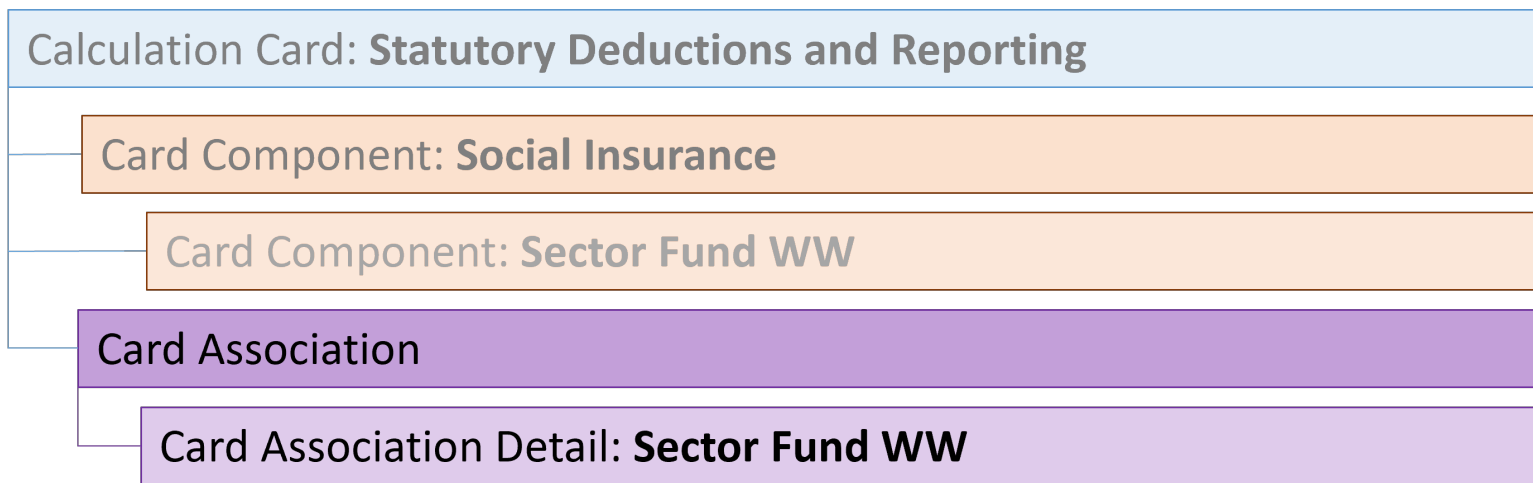 Calculation Card: Statutory Deductions and Reporting
Card Component: Social Insurance
Card Component: Sector Fund WW
Card Association
Card Association Detail: Sector Fund WW